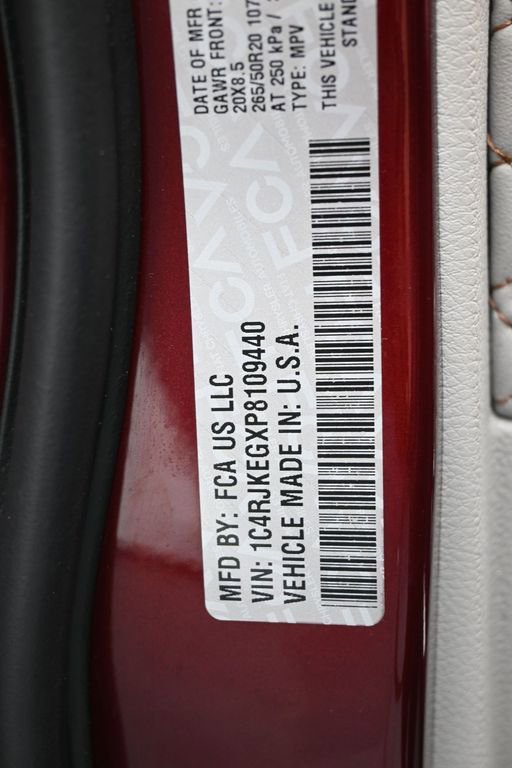 MFD BY: FCA US LLC
VIN: 1C4RJKEGXP8109440
VEHICLE MADE IN: U.S.A.
DATE OF MFR
GAWR FRONT:
20X8.5
265/50R20 107
AT 250 kPa /
TYPE: MPV
THIS VEHICLE
STAND